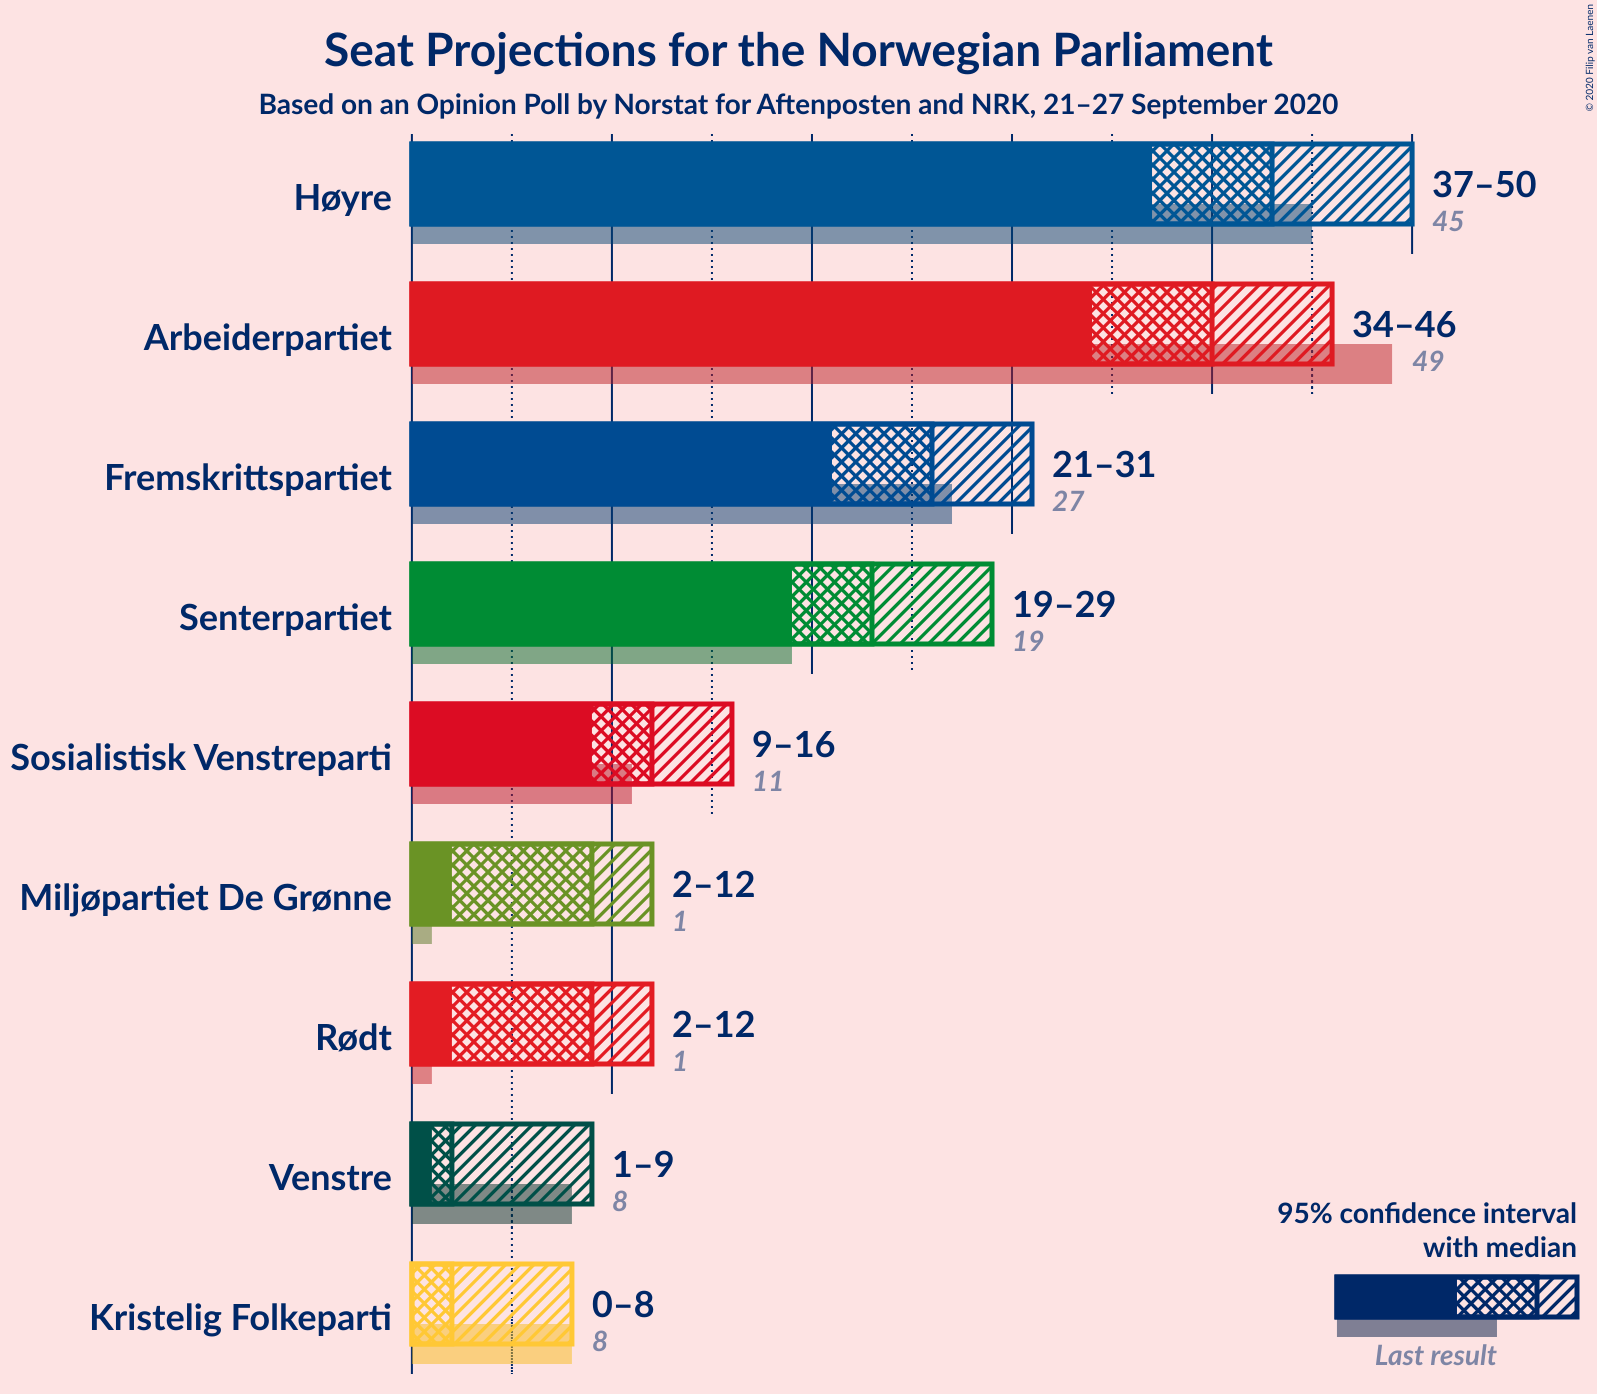 Seat Projections for the Norwegian Parliament
Based on an Opinion Poll by Norstat for Aftenposten and NRK, 21–27 September 2020
© 2020 Filip van Laenen
Høyre
37–50
45
Arbeiderpartiet
34–46
49
Fremskrittspartiet
21–31
27
Senterpartiet
19–29
19
Sosialistisk Venstreparti
9–16
11
Miljøpartiet De Grønne
2–12
1
Rødt
2–12
1
Venstre
1–9
8
Kristelig Folkeparti
0–8
8
95% confidence interval
with median
Last result